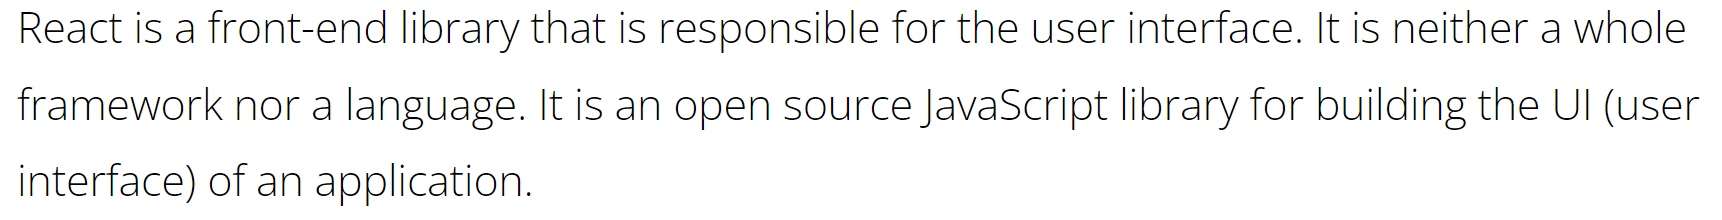 React is a front-end library that is responsible for the user interface. It is neither a whole
framework nor a language. It is an open source JavaScript library for building the UI (user
interface) of an application.